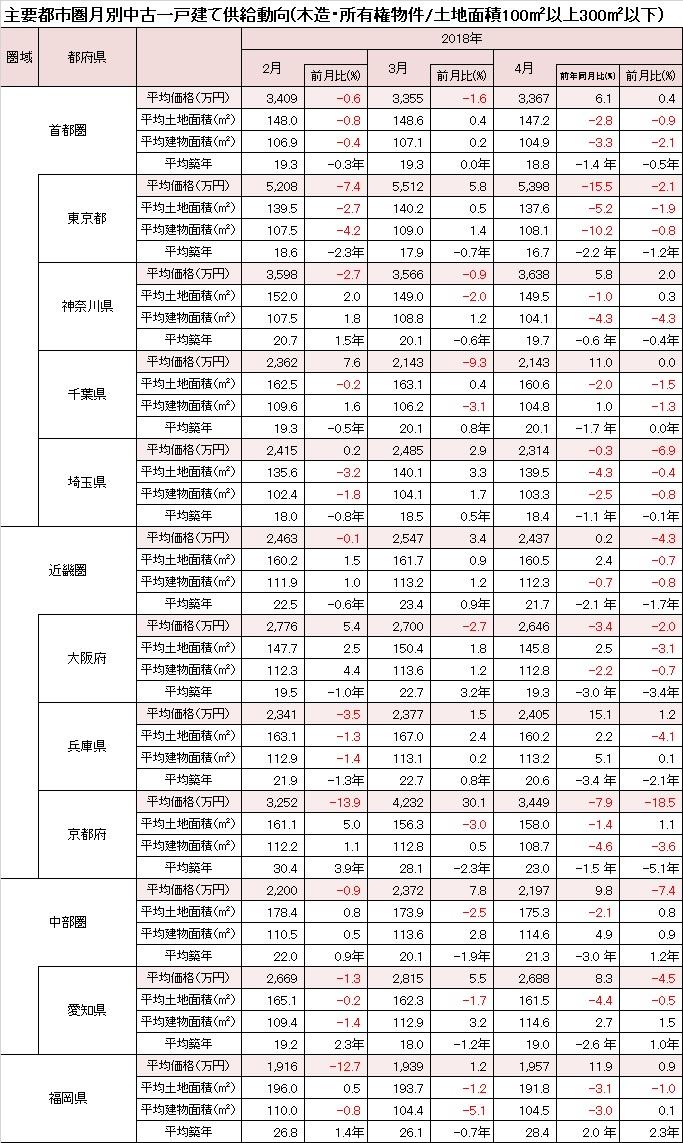 主要都市圏月別中古一戸建て供給動向(木造・所有権物件/土地面積100㎡以上300㎡以下)
圏域 都府県 2018年
2月 前月比(%) 3月 前月比(%) 4月 前年同月比(%) 前月比(%)
首都圏
平均価格(万円) 3,409 -0.6 3,355 -1.6 3,367 6.1 0.4
平均土地面積(㎡) 148.0 -0.8 148.6 0.4 147.2 -2.8 -0.9
平均建物面積(㎡) 106.9 -0.4 107.1 0.2 104.9 -3.3 -2.1
平均築年 19.3 -0.3年 19.3 0.0年 18.8 -1.4 年 -0.5年
東京都
平均価格(万円) 5,208 -7.4 5,512 5.8 5,398 -15.5 -2.1
平均土地面積(㎡) 139.5 -2.7 140.2 0.5 137.6 -5.2 -1.9
平均建物面積(㎡) 107.5 -4.2 109.0 1.4 108.1 -10.2 -0.8
平均築年 18.6 -2.3年 17.9 -0.7年 16.7 -2.2 年 -1.2年
神奈川県
平均価格(万円) 3,598 -2.7 3,566 -0.9 3,638 5.8 2.0
平均土地面積(㎡) 152.0 2.0 149.0 -2.0 149.5 -1.0 0.3
平均建物面積(㎡) 107.5 1.8 108.8 1.2 104.1 -4.3 -4.3
平均築年 20.7 1.5年 20.1 -0.6年 19.7 -0.6 年 -0.4年
千葉県
平均価格(万円) 2,362 7.6 2,143 -9.3 2,143 11.0 0.0
平均土地面積(㎡) 162.5 -0.2 163.1 0.4 160.6 -2.0 -1.5
平均建物面積(㎡) 109.6 1.6 106.2 -3.1 104.8 1.0 -1.3
平均築年 19.3 -0.5年 20.1 0.8年 20.1 -1.7 年 0.0年
埼玉県
平均価格(万円) 2,415 0.2 2,485 2.9 2,314 -0.3 -6.9
平均土地面積(㎡) 135.6 -3.2 140.1 3.3 139.5 -4.3 -0.4
平均建物面積(㎡) 102.4 -1.8 104.1 1.7 103.3 -2.5 -0.8
平均築年 18.0 -0.8年 18.5 0.5年 18.4 -1.1 年 -0.1年
近畿圏
平均価格(万円) 2,463 -0.1 2,547 3.4 2,437 0.2 -4.3
平均土地面積(㎡) 160.2 1.5 161.7 0.9 160.5 2.4 -0.7
平均建物面積(㎡) 111.9 1.0 113.2 1.2 112.3 -0.7 -0.8
平均築年 22.5 -0.6年 23.4 0.9年 21.7 -2.1 年 -1.7年
大阪府
平均価格(万円) 2,776 5.4 2,700 -2.7 2,646 -3.4 -2.0
平均土地面積(㎡) 147.7 2.5 150.4 1.8 145.8 2.5 -3.1
平均建物面積(㎡) 112.3 4.4 113.6 1.2 112.8 -2.2 -0.7
平均築年 19.5 -1.0年 22.7 3.2年 19.3 -3.0 年 -3.4年
兵庫県
平均価格(万円) 2,341 -3.5 2,377 1.5 2,405 15.1 1.2
平均土地面積(㎡) 163.1 -1.3 167.0 2.4 160.2 2.2 -4.1
平均建物面積(㎡) 112.9 -1.4 113.1 0.2 113.2 5.1 0.1
平均築年 21.9 -1.3年 22.7 0.8年 20.6 -3.4 年 -2.1年
京都府
平均価格(万円) 3,252 -13.9 4,232 30.1 3,449 -7.9 -18.5
平均土地面積(㎡) 161.1 5.0 156.3 -3.0 158.0 -1.4 1.1
平均建物面積(㎡) 112.2 1.1 112.8 0.5 108.7 -4.6 -3.6
平均築年 30.4 3.9年 28.1 -2.3年 23.0 -1.5 年 -5.1年
中部圏
平均価格(万円) 2,200 -0.9 2,372 7.8 2,197 9.8 -7.4
平均土地面積(㎡) 178.4 0.8 173.9 -2.5 175.3 -2.1 0.8
平均建物面積(㎡) 110.5 0.5 113.6 2.8 114.6 4.9 0.9
平均築年 22.0 0.9年 20.1 -1.9年 21.3 -3.0 年 1.2年
愛知県
平均価格(万円) 2,669 -1.3 2,815 5.5 2,688 8.3 -4.5
平均土地面積(㎡) 165.1 -0.2 162.3 -1.7 161.5 -4.4 -0.5
平均建物面積(㎡) 109.4 -1.4 112.9 3.2 114.6 2.7 1.5
平均築年 19.2 2.3年 18.0 -1.2年 19.0 -2.6 年 1.0年
福岡県
平均価格(万円) 1,916 -12.7 1,939 1.2 1,957 11.9 0.9
平均土地面積(㎡) 196.0 0.5 193.7 -1.2 191.8 -3.1 -1.0
平均建物面積(㎡) 110.0 -0.8 104.4 -5.1 104.5 -3.0 0.1
平均築年 26.8 1.4年 26.1 -0.7年 28.4 2.0 年 2.3年